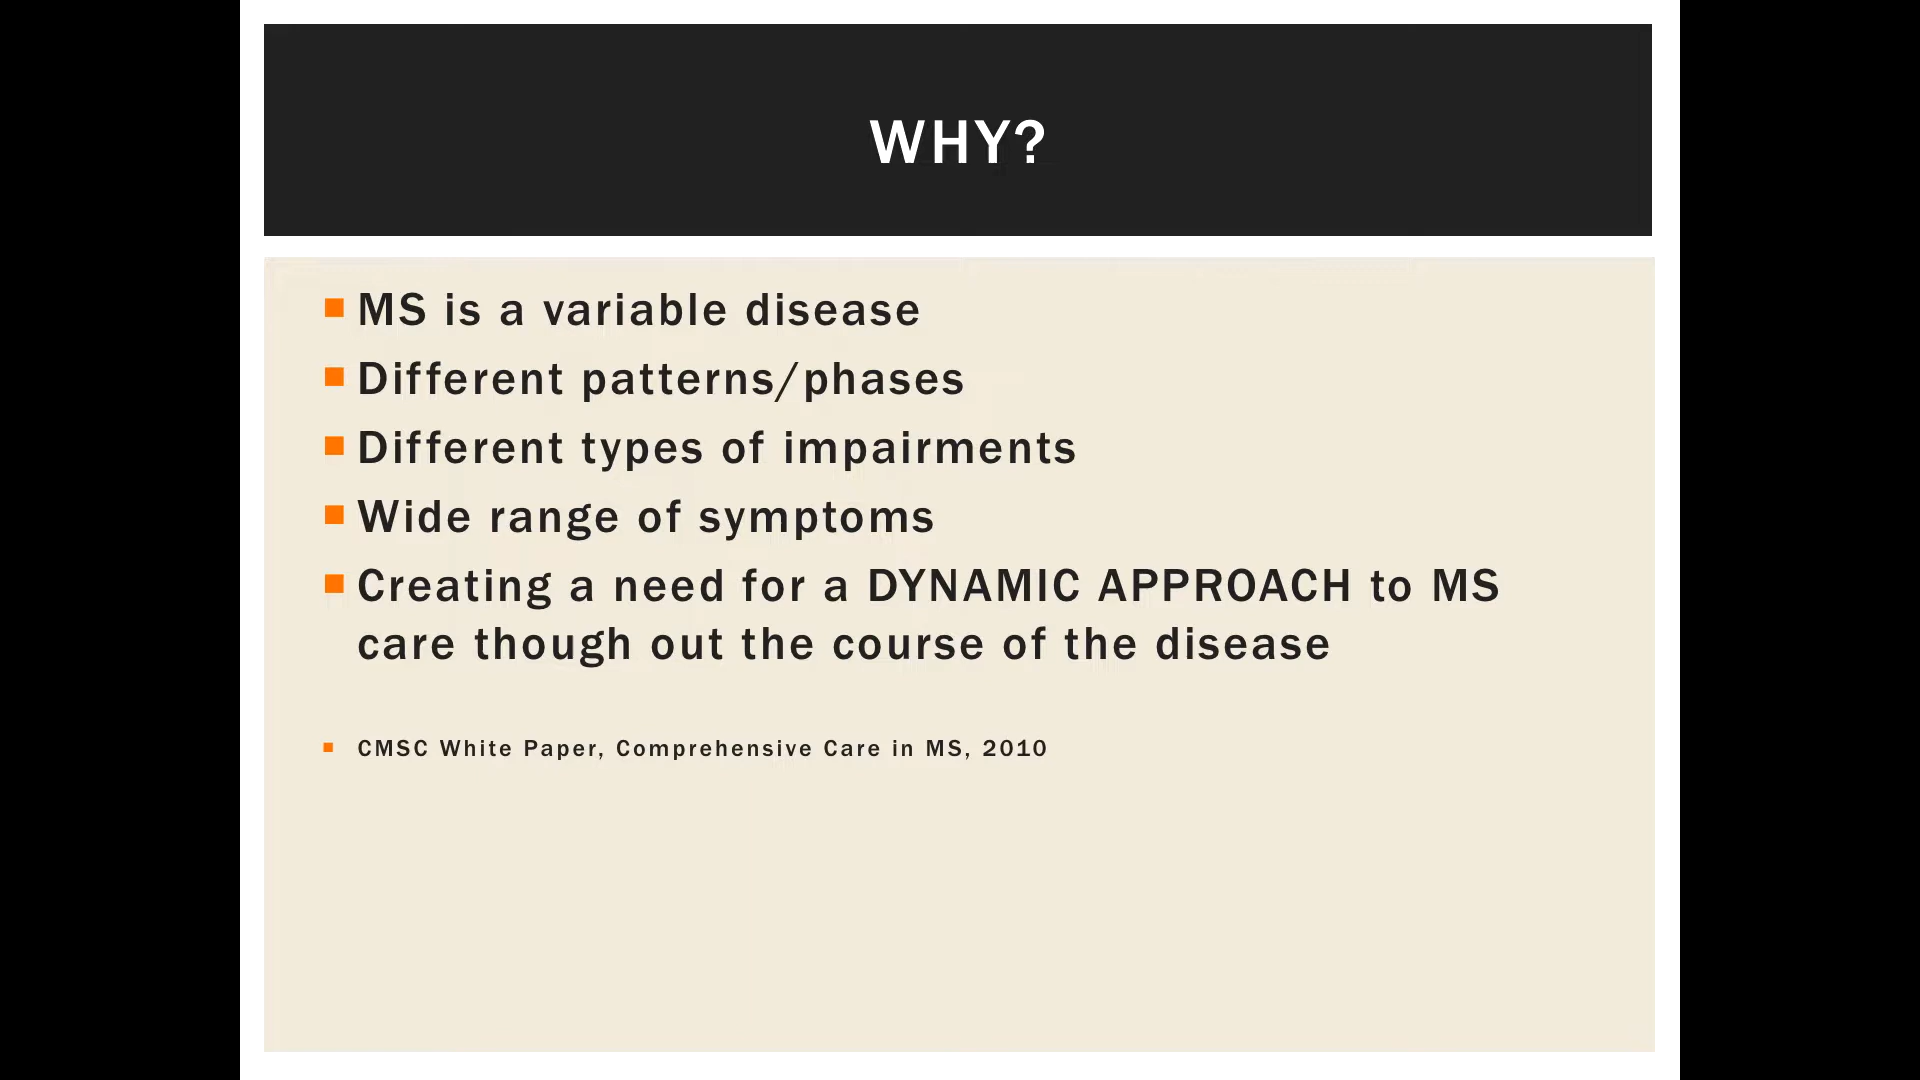 WHY?
MS is a variable disease
Different patterns/phases
Different types of impairments
Wide range of symptoms
Creating a need for a DYNAMIC APPROACH to MS
care though out the course of the disease
CMSC White Paper, Comprehensive Care in MS, 2010